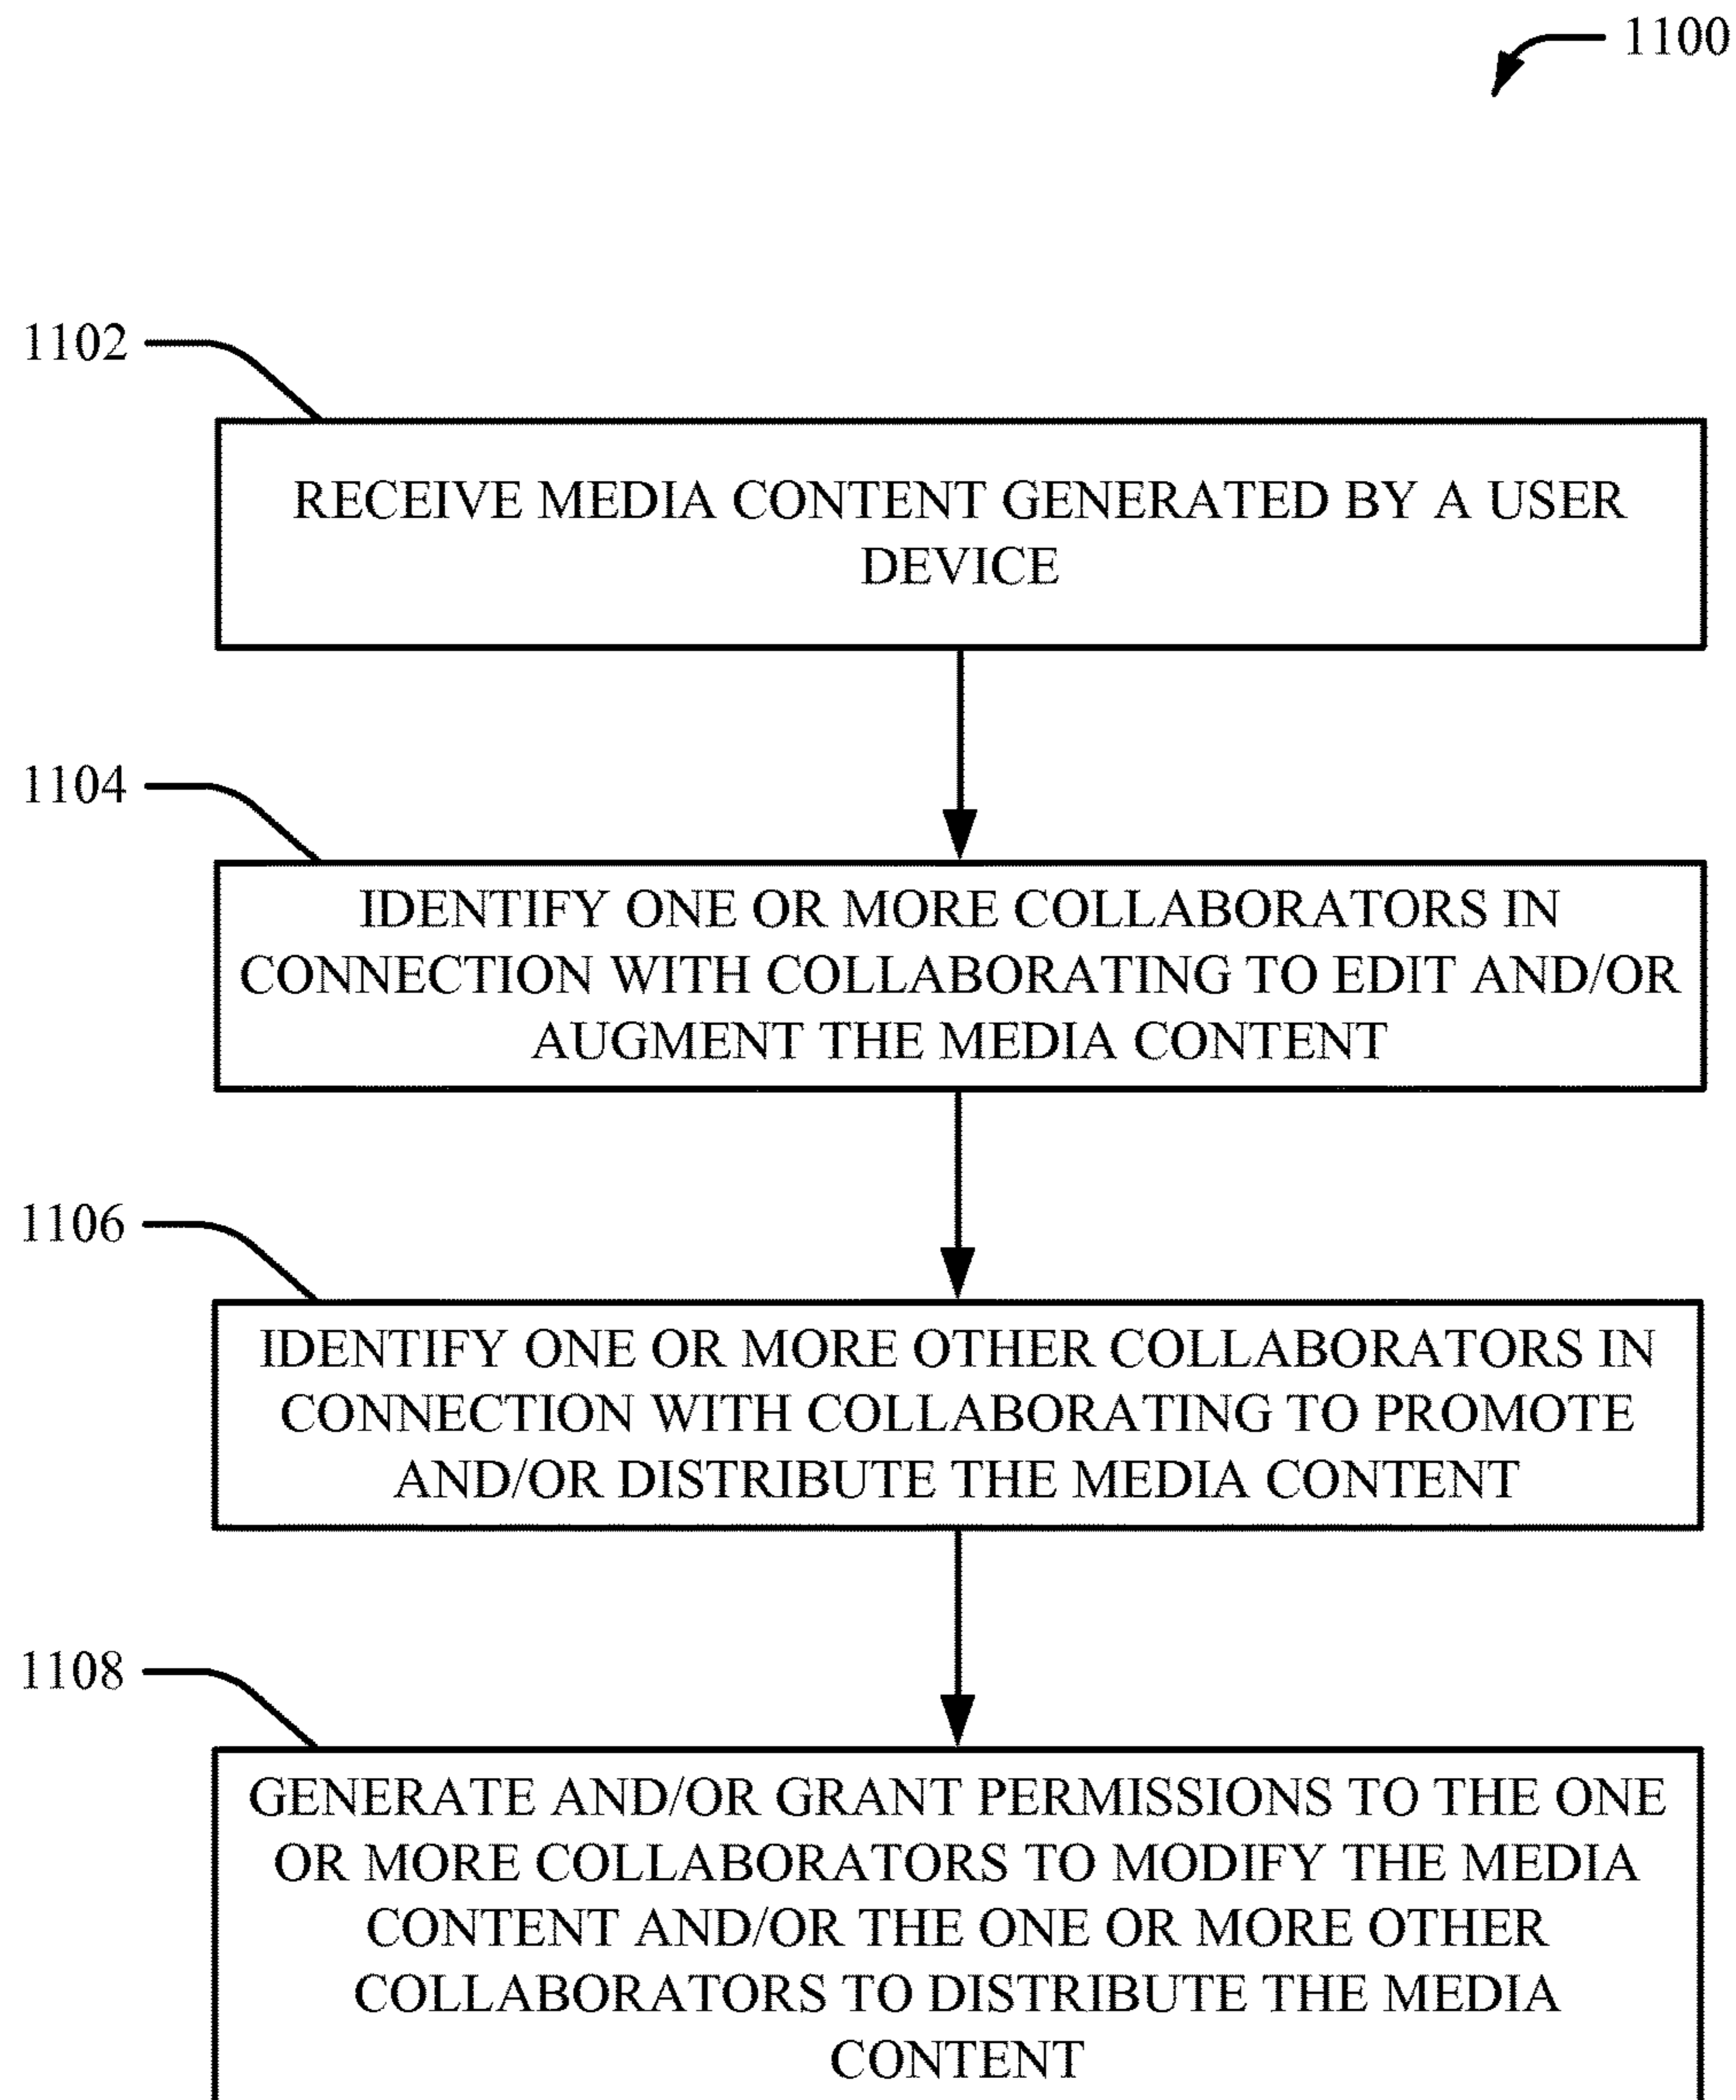 1100
1102
RECEIVE MEDIA CONTENT GENERATED BY A USER
DEVICE
1104
IDENTIFY ONE OR MORE COLLABORATORS IN
CONNECTION WITH COLLABORATING TO EDIT AND/OR
AUGMENT THE MEDIA CONTENT
1106
IDENTIFY ONE OR MORE OTHER COLLABORATORS IN
CONNECTION WITH COLLABORATING TO PROMOTE
AND/OR DISTRIBUTE THE MEDIA CONTENT
1108
GENERATE AND/OR GRANT PERMISSIONS TO THE ONE
OR MORE COLLABORATORS TO MODIFY THE MEDIA
CONTENT AND/OR THE ONE OR MORE OTHER
COLLABORATORS TO DISTRIBUTE THE MEDIA
CONTENT